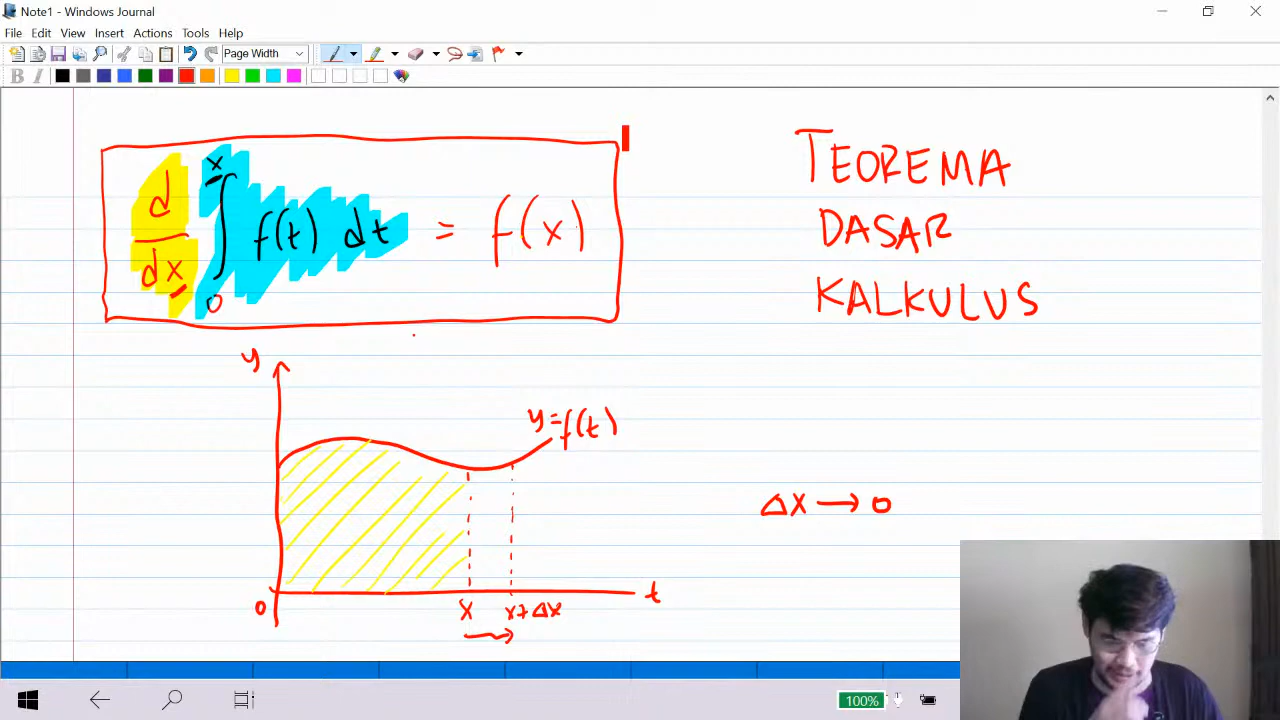 Note1 - Windows Journal
File Edit View Insert Actions Tools Help
Page Width
B I
d/dx ∫₀ˣ f(t) dt = f(x)
TEOREMA
DASAR
KALKULUS
y
y=f(t)
Δx → 0
0 x x+Δx t
100%